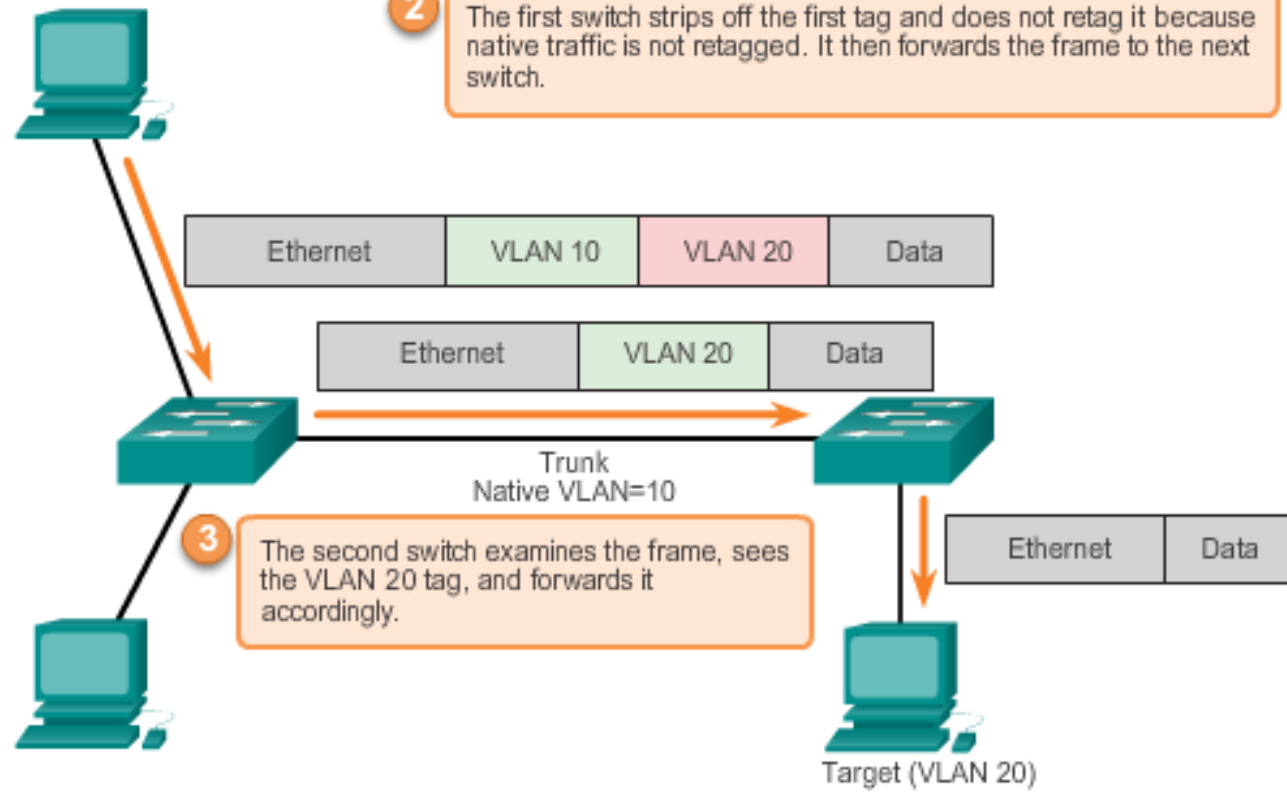 2
The first switch strips off the first tag and does not retag it because
native traffic is not retagged. It then forwards the frame to the next
switch.
Ethernet VLAN 10 VLAN 20 Data
Ethernet VLAN 20 Data
Trunk
Native VLAN=10
3
The second switch examines the frame, sees
the VLAN 20 tag, and forwards it
accordingly.
Ethernet Data
Target (VLAN 20)